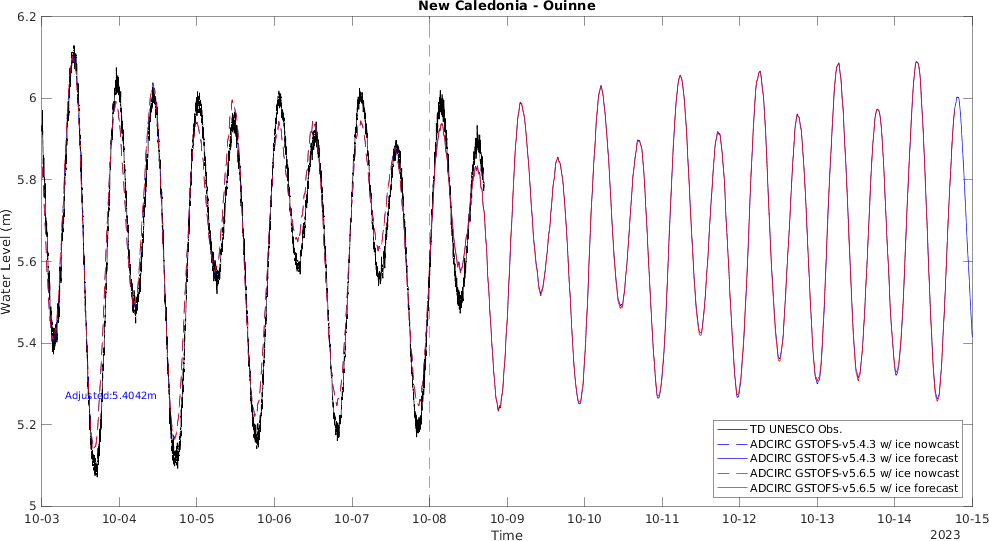 New Caledonia - Ouinne
6.2
6
5.8
5.6
5.4
5.2
5
Water Level (m)
Adjusted:5.4042m
TD UNESCO Obs.
ADCIRC GSTOFS-v5.4.3 w/ ice nowcast
ADCIRC GSTOFS-v5.4.3 w/ ice forecast
ADCIRC GSTOFS-v5.6.5 w/ ice nowcast
ADCIRC GSTOFS-v5.6.5 w/ ice forecast
10-03 10-04 10-05 10-06 10-07 10-08 10-09 10-10 10-11 10-12 10-13 10-14 10-15
Time
2023